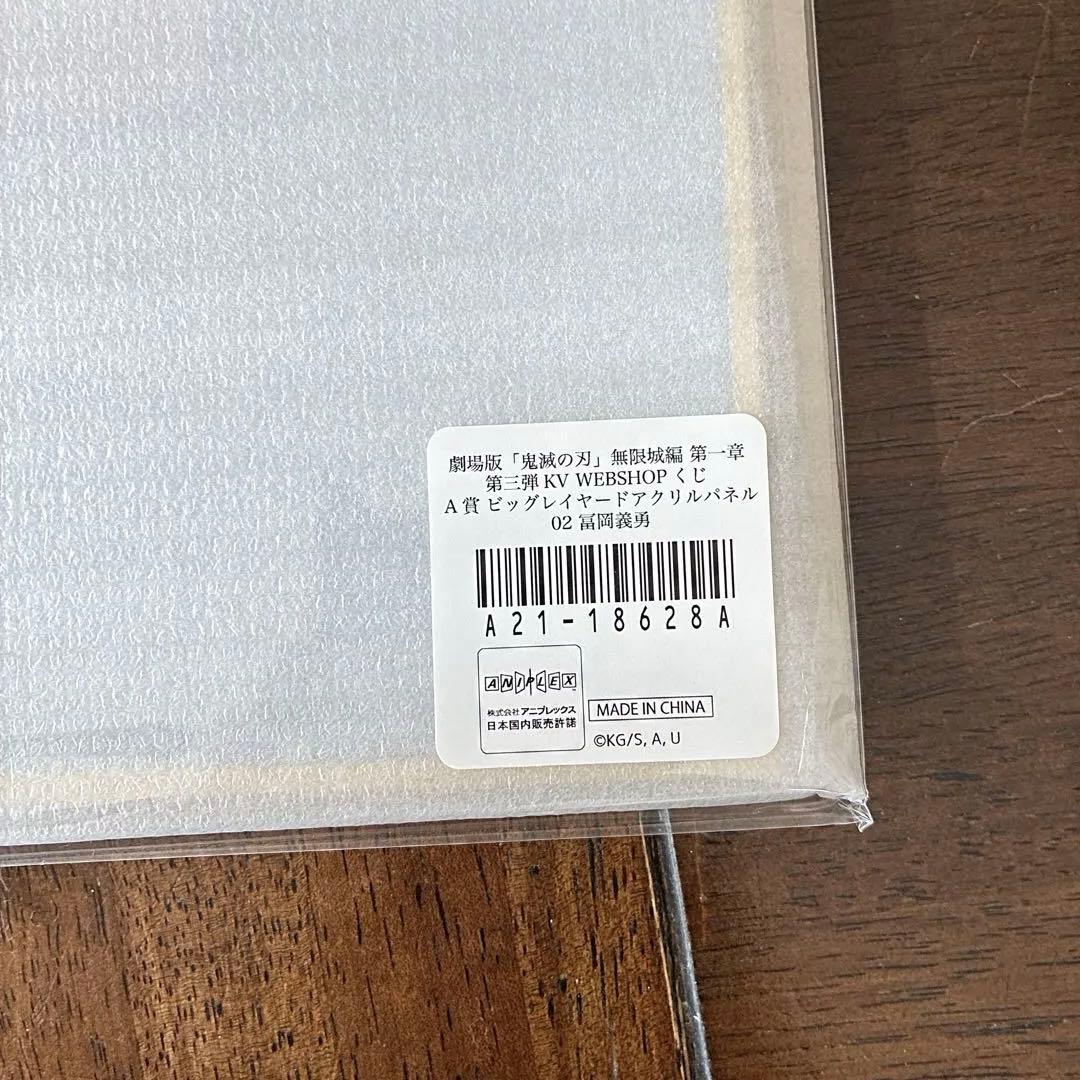 劇場版「鬼滅の刃」無限城編 第一章
第三弾 KV WEBSHOP くじ
A 賞 ビッグレイヤードアクリルパネル
02 冨岡義勇
A21-18628A
ANIPLEX™
株式会社アニプレックス
日本国内販売許諾
MADE IN CHINA
©KG/S, A, U